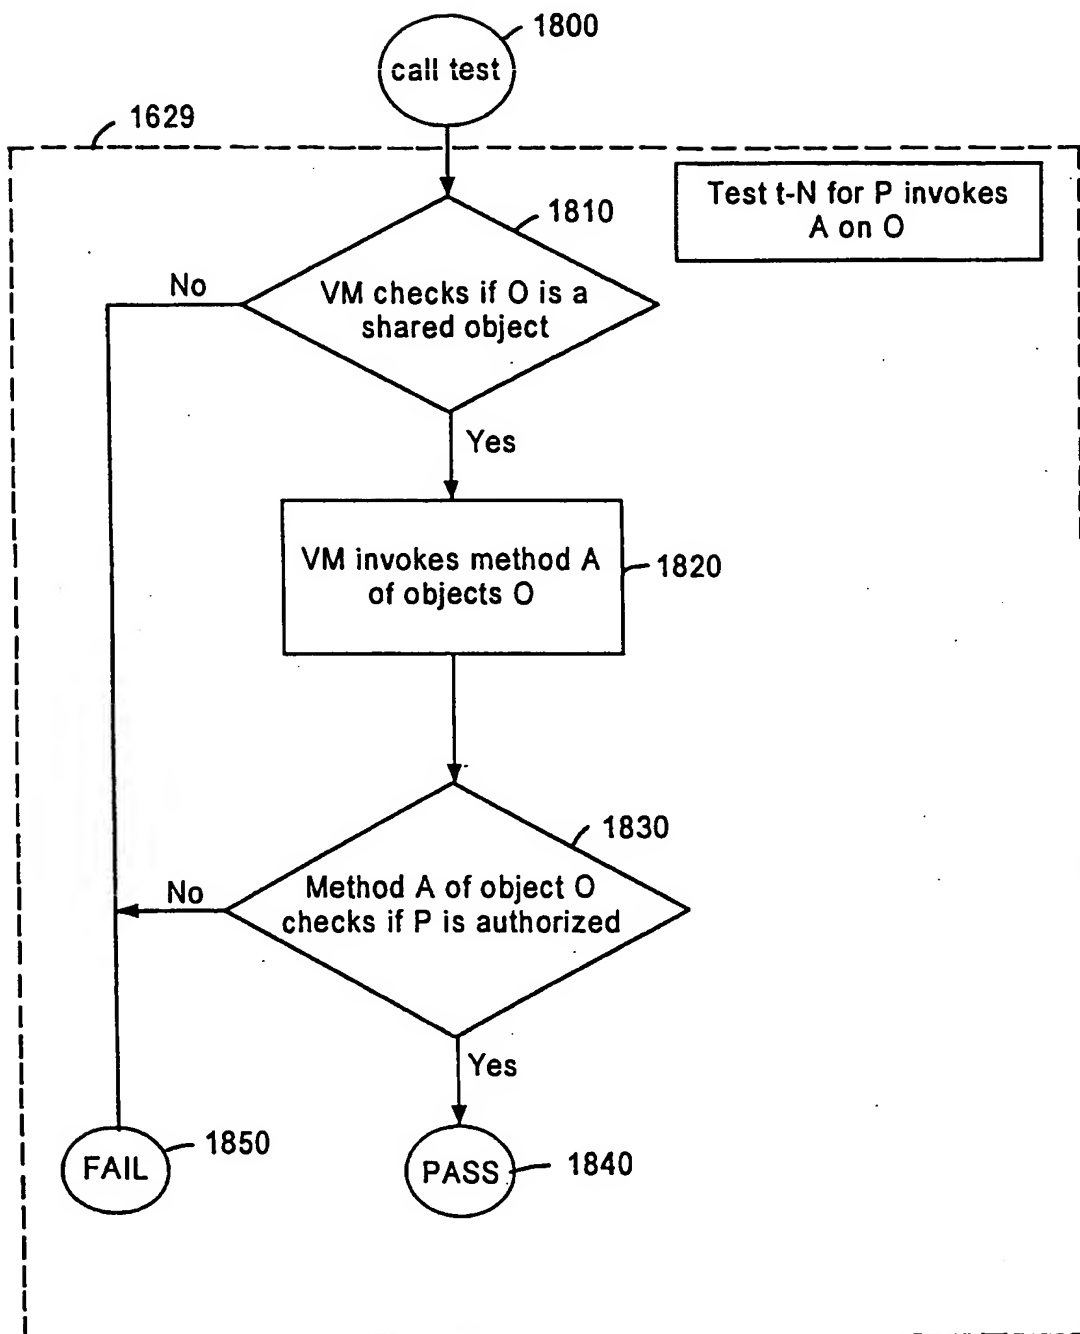 1800
call test
1629
Test t-N for P invokes
A on O
1810
No
VM checks if O is a
shared object
Yes
VM invokes method A
of objects O
1820
1830
No
Method A of object O
checks if P is authorized
Yes
FAIL
1850
PASS
1840